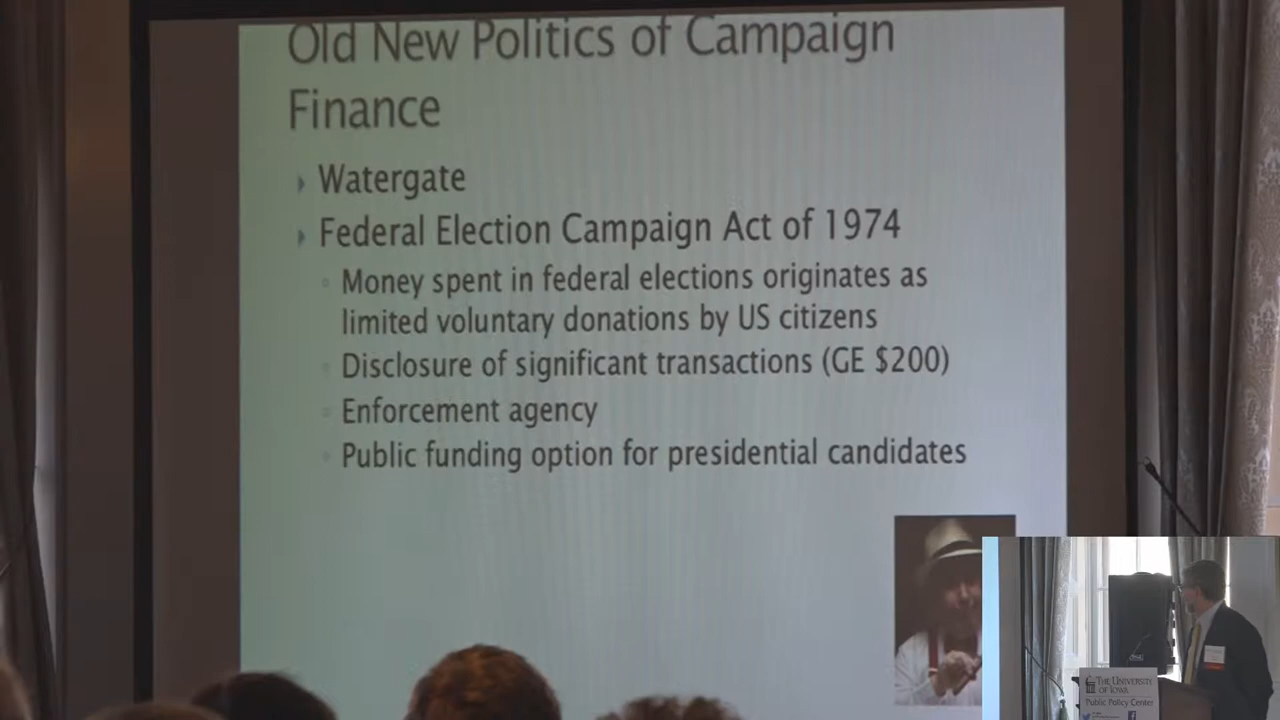 Old New Politics of Campaign
Finance
Watergate
Federal Election Campaign Act of 1974
Money spent in federal elections originates as
limited voluntary donations by US citizens
Disclosure of significant transactions (GE $200)
Enforcement agency
Public funding option for presidential candidates
THE UNIVERSITY
OF IOWA
Public Policy Center